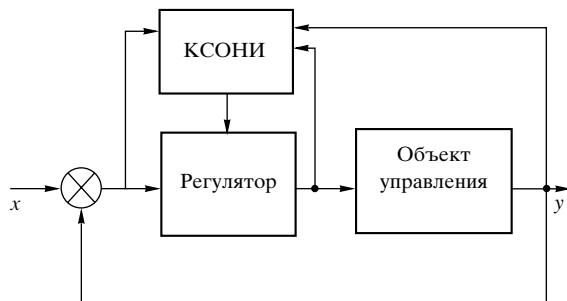 КСОНИ
Регулятор
Объект
управления
x
y